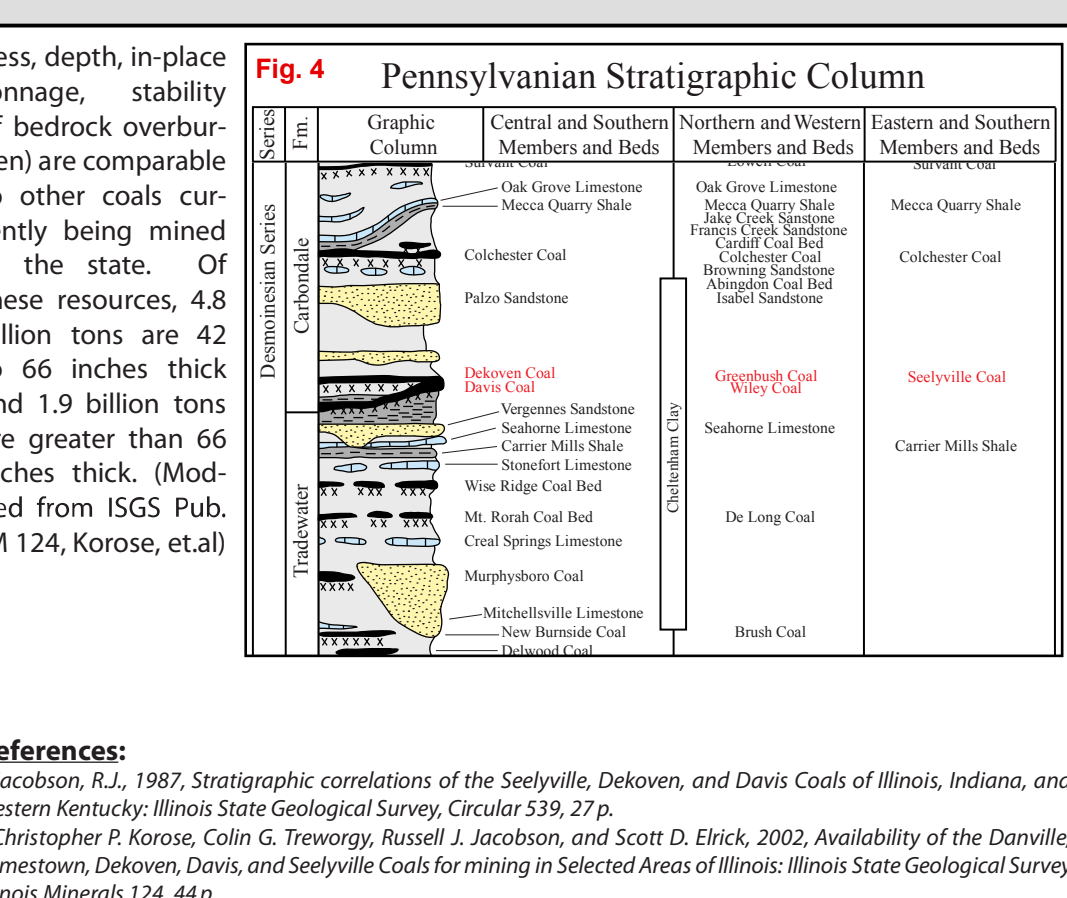 ess, depth, in-place
onnage, stability
f bedrock overbur-
en) are comparable
o other coals cur-
ently being mined
the state. Of
hese resources, 4.8
illion tons are 42
o 66 inches thick
nd 1.9 billion tons
re greater than 66
ches thick. (Mod-
ed from ISGS Pub.
M 124, Korose, et.al)
Fig. 4
Pennsylvanian Stratigraphic Column
Series
Fm.
Graphic
Column
Central and Southern
Members and Beds
Northern and Western
Members and Beds
Eastern and Southern
Members and Beds
Desmoinesian Series
Carbondale
Tradewater
Survant Coal
Oak Grove Limestone
Mecca Quarry Shale
Colchester Coal
Palzo Sandstone
Dekoven Coal
Davis Coal
Vergennes Sandstone
Seahorne Limestone
Carrier Mills Shale
Stonefort Limestone
Wise Ridge Coal Bed
Mt. Rorah Coal Bed
Creal Springs Limestone
Murphysboro Coal
Mitchellsville Limestone
New Burnside Coal
Delwood Coal
Cheltenham Clay
Lowell Coal
Oak Grove Limestone
Mecca Quarry Shale
Jake Creek Sanstone
Francis Creek Sandstone
Cardiff Coal Bed
Colchester Coal
Browning Sandstone
Abingdon Coal Bed
Isabel Sandstone
Greenbush Coal
Wiley Coal
Seahorne Limestone
De Long Coal
Brush Coal
Survant Coal
Mecca Quarry Shale
Colchester Coal
Seelyville Coal
Carrier Mills Shale
eferences:
acobson, R.J., 1987, Stratigraphic correlations of the Seelyville, Dekoven, and Davis Coals of Illinois, Indiana, and
estern Kentucky: Illinois State Geological Survey, Circular 539, 27 p.
Christopher P. Korose, Colin G. Treworgy, Russell J. Jacobson, and Scott D. Elrick, 2002, Availability of the Danville,
mestown, Dekoven, Davis, and Seelyville Coals for mining in Selected Areas of Illinois: Illinois State Geological Survey
inois Minerals 124, 44 p.